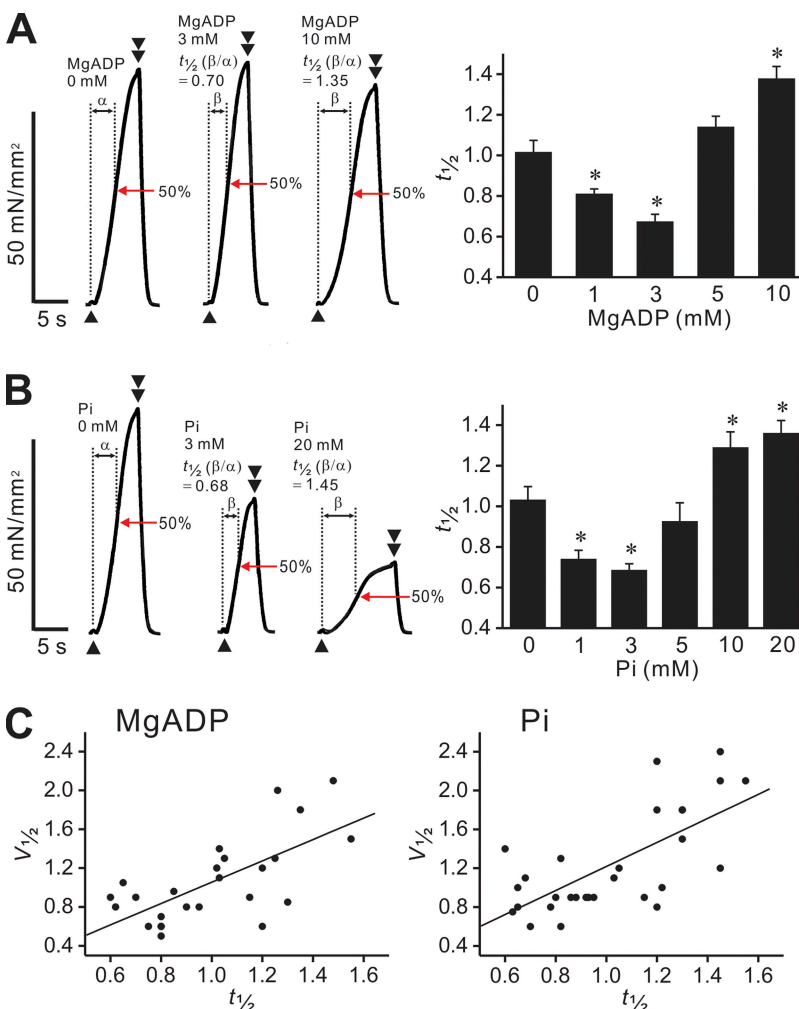 A
MgADP
0 mM
α
50%
MgADP
3 mM
t½ (β/α)
= 0.70
β
50%
MgADP
10 mM
t½ (β/α)
= 1.35
β
50%
50 mN/mm²
5 s
t½
1.4
1.2
1.0
0.8
0.6
0.4
* * *
0 1 3 5 10
MgADP (mM)
B
Pi
0 mM
α
50%
Pi
3 mM
t½ (β/α)
= 0.68
β
50%
Pi
20 mM
t½ (β/α)
= 1.45
β
50%
50 mN/mm²
5 s
t½
1.4
1.2
1.0
0.8
0.6
0.4
* * * *
0 1 3 5 10 20
Pi (mM)
C
MgADP
V½
2.4
2.0
1.6
1.2
0.8
0.4
0.6 0.8 1.0 1.2 1.4 1.6
t½
Pi
V½
2.4
2.0
1.6
1.2
0.8
0.4
0.6 0.8 1.0 1.2 1.4 1.6
t½